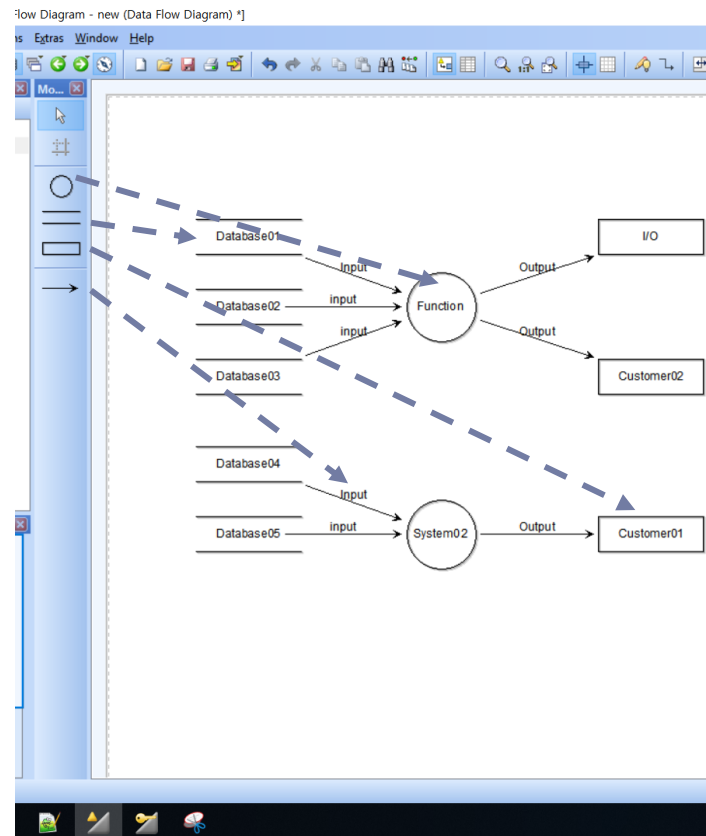 Flow Diagram - new (Data Flow Diagram) *]
Extras Window Help
Mo...
Database01
I/O
Input
Output
Database02
input
Function
input
Output
Database03
Customer02
Database04
Input
Database05
input
System02
Output
Customer01